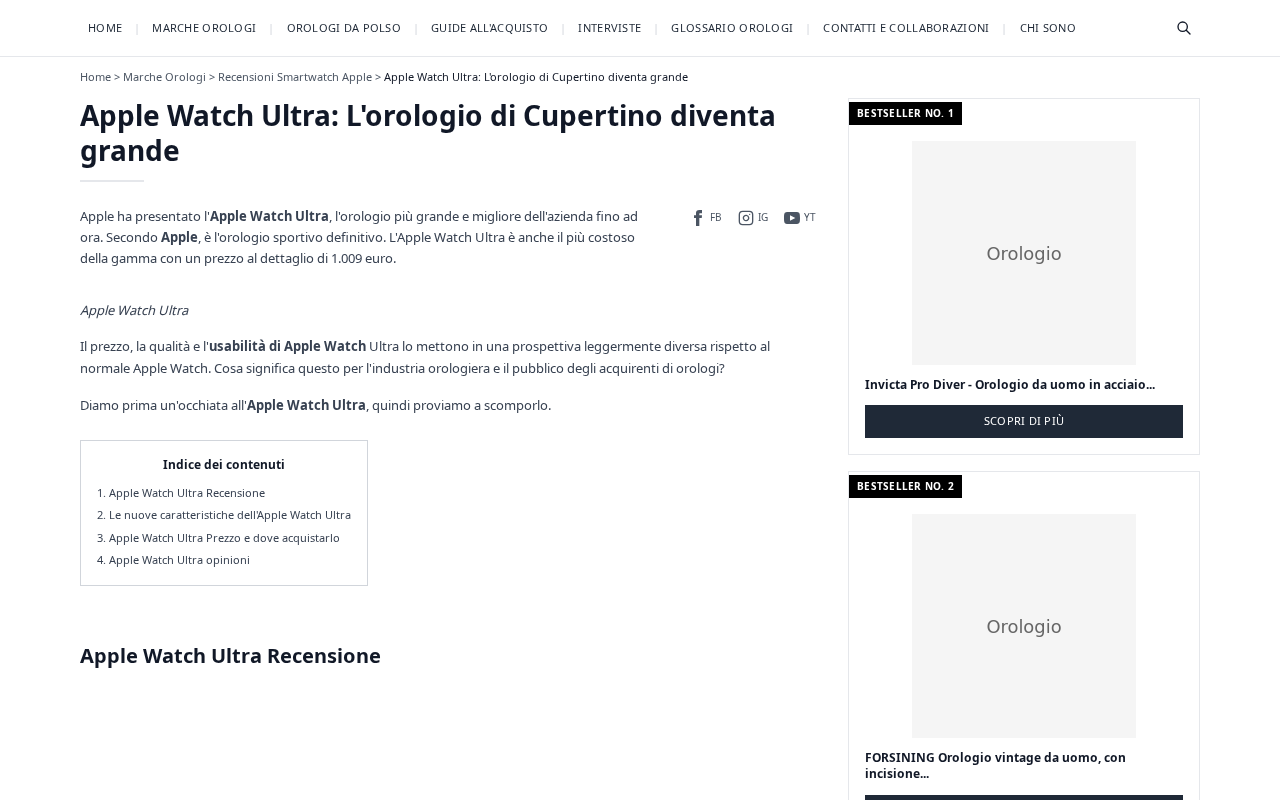 HOME | MARCHE OROLOGI | OROLOGI DA POLSO | GUIDE ALL'ACQUISTO | INTERVISTE | GLOSSARIO OROLOGI | CONTATTI E COLLABORAZIONI | CHI SONO
Home > Marche Orologi > Recensioni Smartwatch Apple > Apple Watch Ultra: L'orologio di Cupertino diventa grande
Apple Watch Ultra: L'orologio di Cupertino diventa
grande
Apple ha presentato l'Apple Watch Ultra, l'orologio più grande e migliore dell'azienda fino ad
ora. Secondo Apple, è l'orologio sportivo definitivo. L'Apple Watch Ultra è anche il più costoso
della gamma con un prezzo al dettaglio di 1.009 euro.
FB IG YT
Apple Watch Ultra
Il prezzo, la qualità e l'usabilità di Apple Watch Ultra lo mettono in una prospettiva leggermente diversa rispetto al
normale Apple Watch. Cosa significa questo per l'industria orologiera e il pubblico degli acquirenti di orologi?
Diamo prima un'occhiata all'Apple Watch Ultra, quindi proviamo a scomporlo.
Indice dei contenuti
1. Apple Watch Ultra Recensione
2. Le nuove caratteristiche dell'Apple Watch Ultra
3. Apple Watch Ultra Prezzo e dove acquistarlo
4. Apple Watch Ultra opinioni
Apple Watch Ultra Recensione
BESTSELLER NO. 1
Orologio
Invicta Pro Diver - Orologio da uomo in acciaio...
SCOPRI DI PIÙ
BESTSELLER NO. 2
Orologio
FORSINING Orologio vintage da uomo, con
incisione...